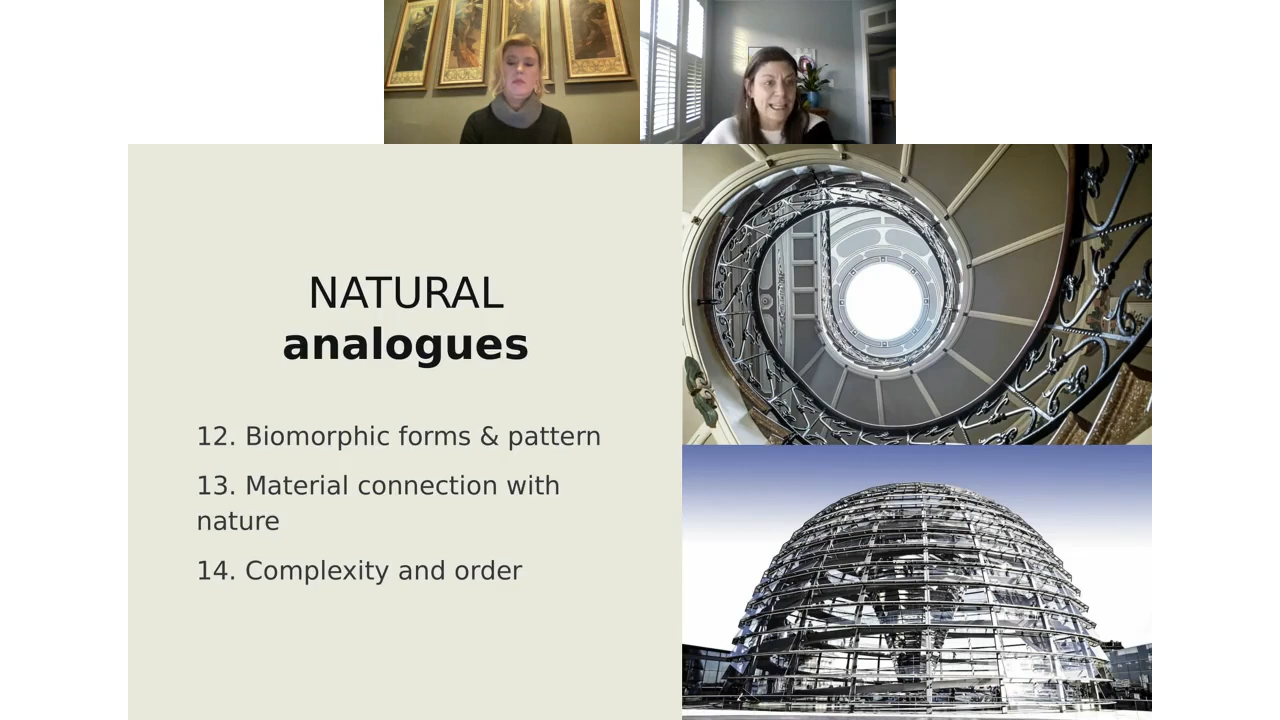 NATURAL
analogues
12. Biomorphic forms & pattern
13. Material connection with
nature
14. Complexity and order